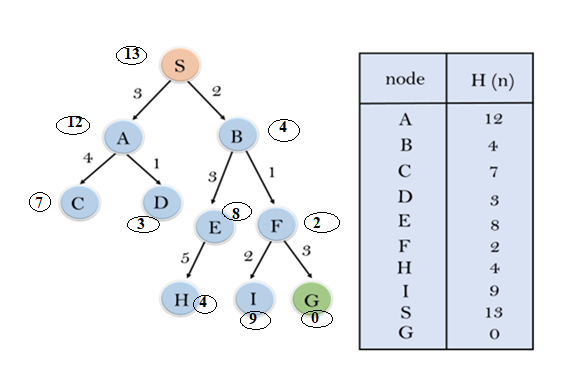 13
S
3 2
12
A
B
4
4 1 3 1
7
C
D
3
E
8
F
2
5 2 3
H
4
I
9
G
0
node H (n)
A 12
B 4
C 7
D 3
E 8
F 2
H 4
I 9
S 13
G 0